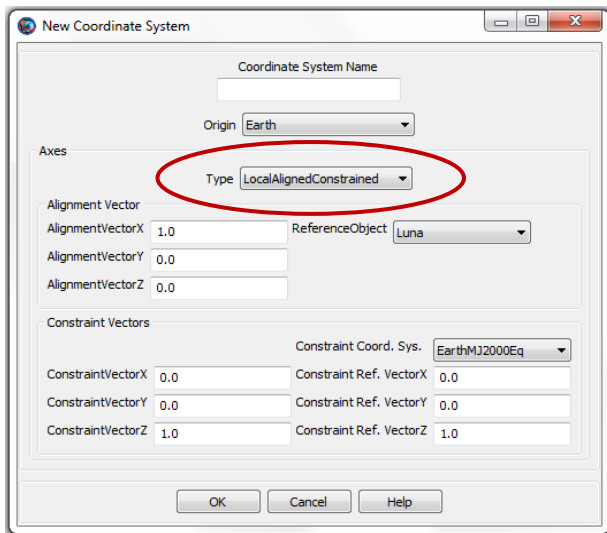 New Coordinate System
Coordinate System Name
Origin Earth
Axes
Type LocalAlignedConstrained
Alignment Vector
AlignmentVectorX 1.0 ReferenceObject Luna
AlignmentVectorY 0.0
AlignmentVectorZ 0.0
Constraint Vectors
Constraint Coord. Sys. EarthMJ2000Eq
ConstraintVectorX 0.0 Constraint Ref. VectorX 0.0
ConstraintVectorY 0.0 Constraint Ref. VectorY 0.0
ConstraintVectorZ 1.0 Constraint Ref. VectorZ 1.0
OK Cancel Help